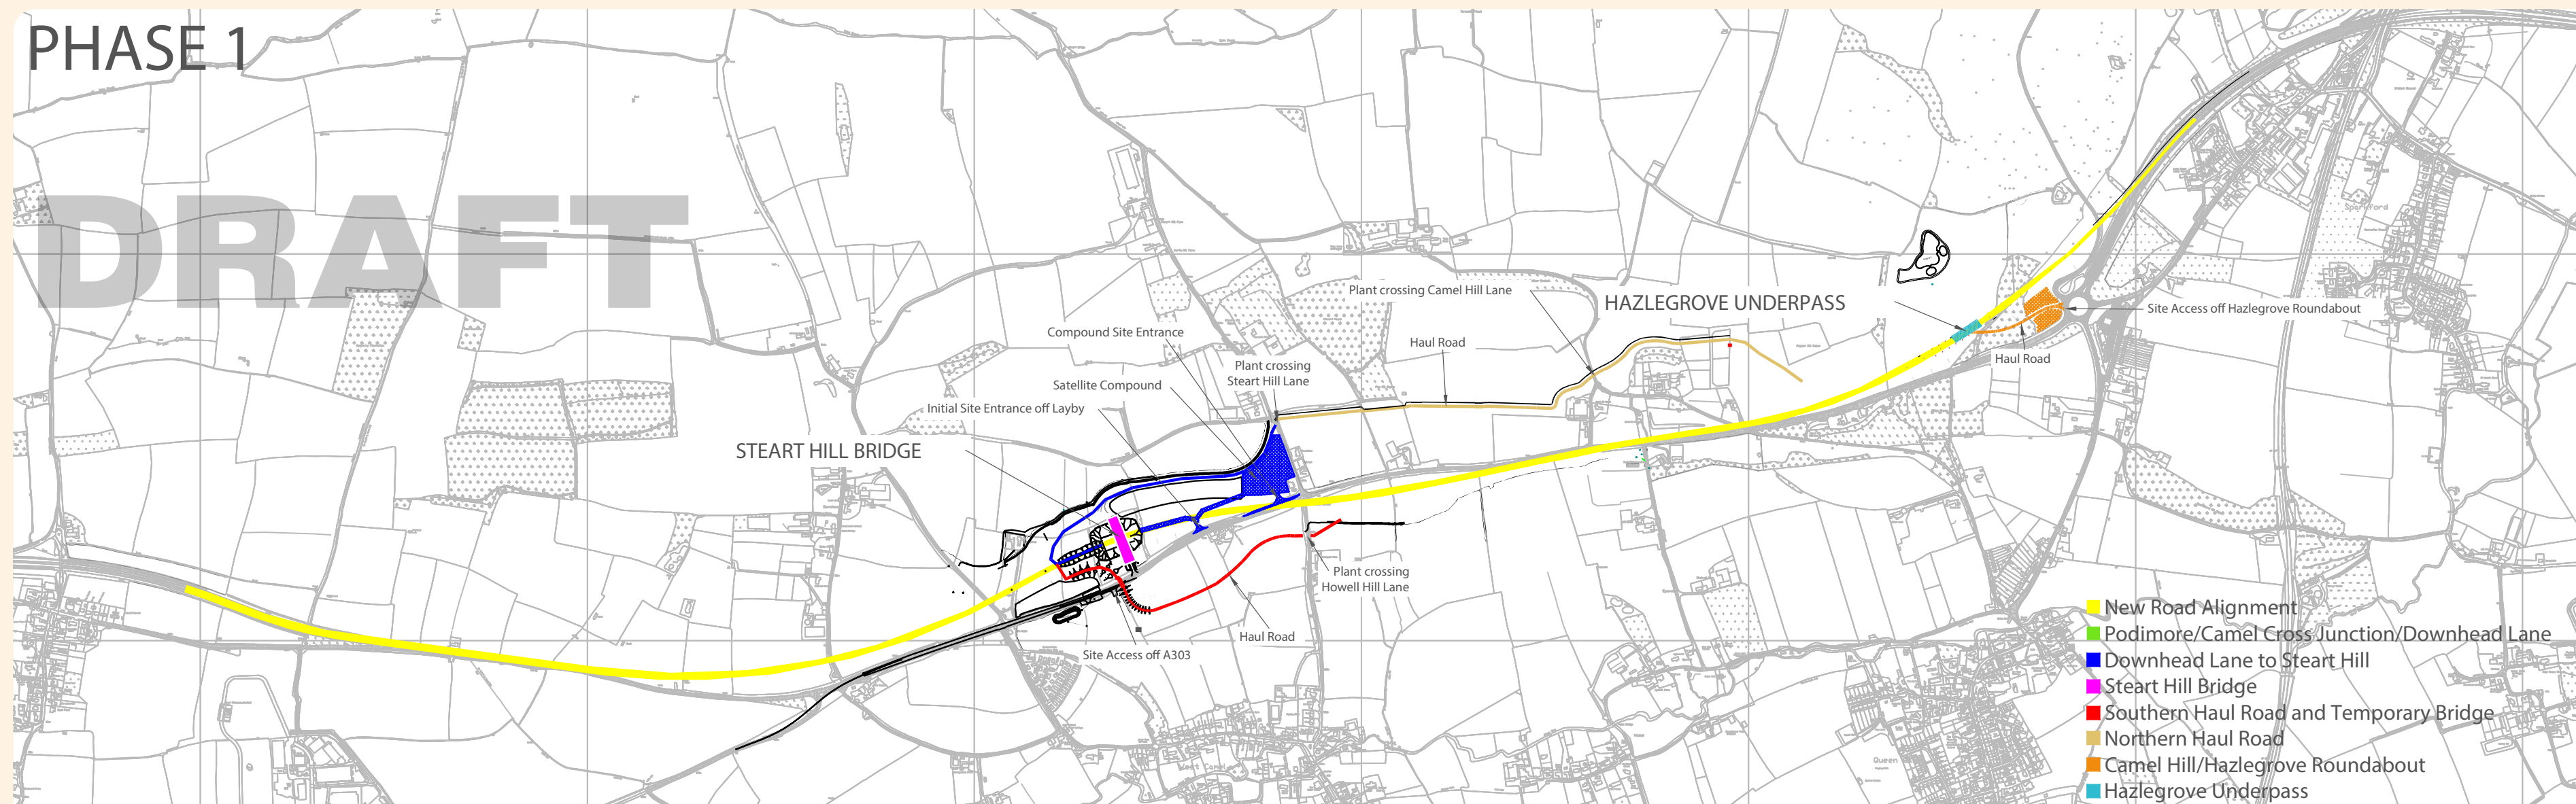 PHASE 1
DRAFT
Plant crossing Camel Hill Lane
HAZLEGROVE UNDERPASS
Site Access off Hazlegrove Roundabout
Compound Site Entrance
Haul Road
Haul Road
Plant crossing
Steart Hill Lane
Satellite Compound
Initial Site Entrance off Layby
STEART HILL BRIDGE
Plant crossing
Howell Hill Lane
Haul Road
Site Access off A303
Sparkford
West Camel
Queen
New Road Alignment
Podimore/Camel Cross Junction/Downhead Lane
Downhead Lane to Steart Hill
Steart Hill Bridge
Southern Haul Road and Temporary Bridge
Northern Haul Road
Camel Hill/Hazlegrove Roundabout
Hazlegrove Underpass